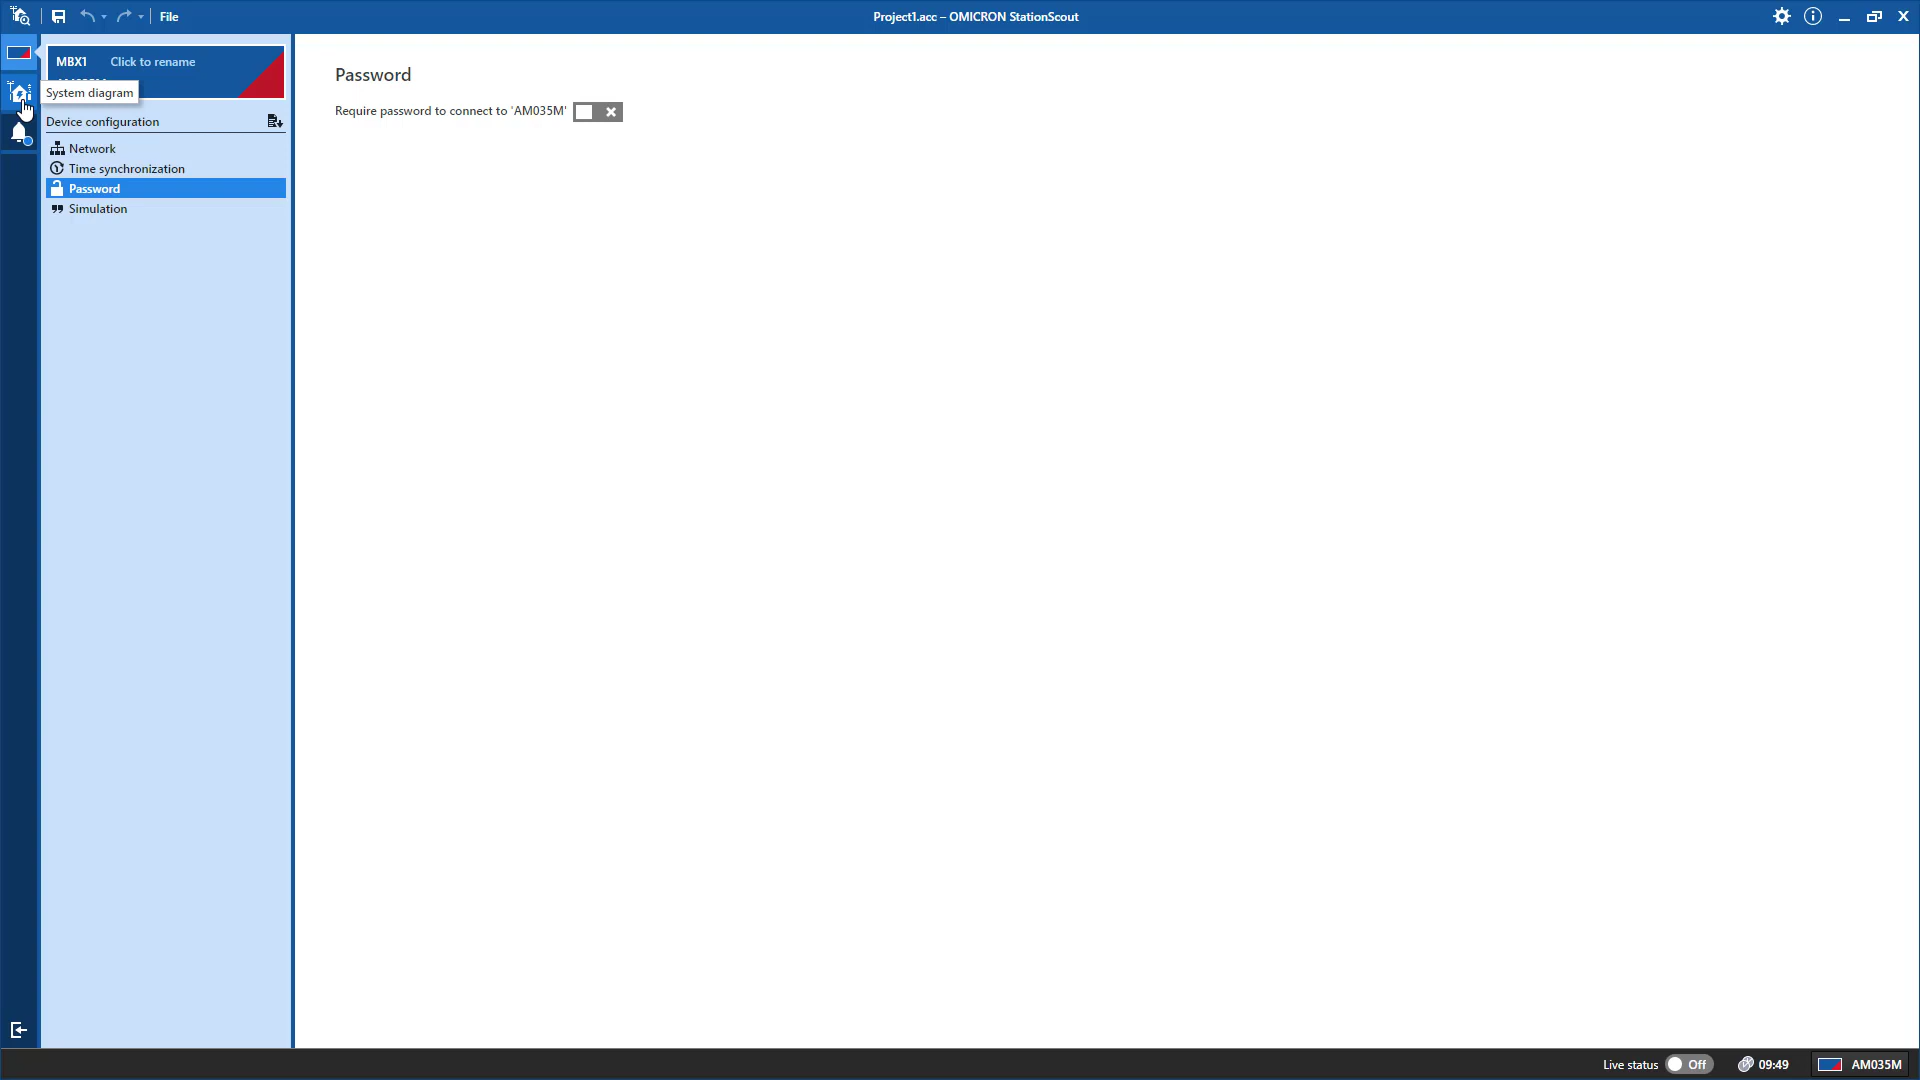 File
Project1.acc – OMICRON StationScout
MBX1 Click to rename
System diagram
Device configuration
Network
Time synchronization
Password
Simulation
Password
Require password to connect to 'AM035M'
Live status Off 09:49 AM035M